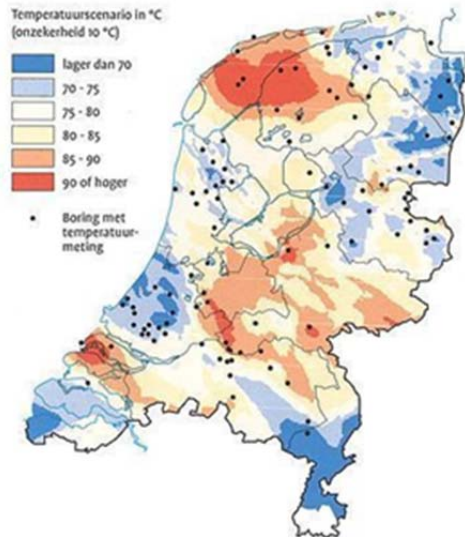 Temperatuurscenario in °C
(onzekerheid 10 °C)
lager dan 70
70 - 75
75 - 80
80 - 85
85 - 90
90 of hoger
Boring met
temperatuur-
meting